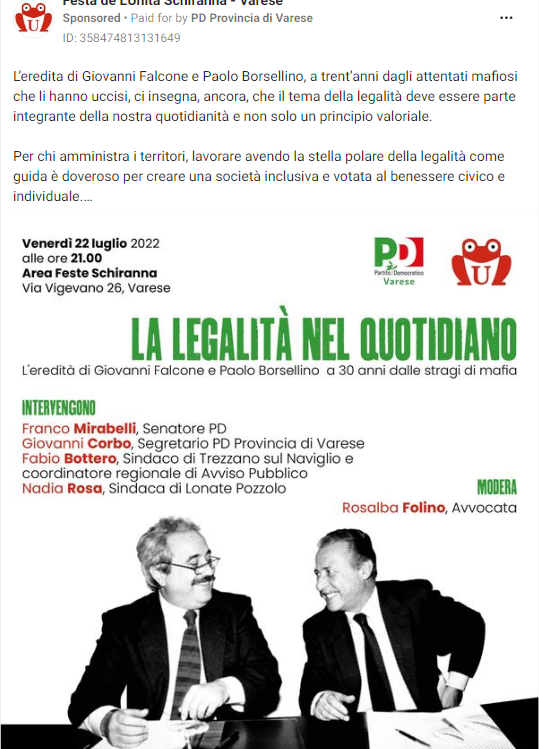 Festa de L'Unità Schiranna - Varese
Sponsored • Paid for by PD Provincia di Varese
ID: 358474813131649
L'eredita di Giovanni Falcone e Paolo Borsellino, a trent'anni dagli attentati mafiosi
che li hanno uccisi, ci insegna, ancora, che il tema della legalità deve essere parte
integrante della nostra quotidianità e non solo un principio valoriale.
Per chi amministra i territori, lavorare avendo la stella polare della legalità come
guida è doveroso per creare una società inclusiva e votata al benessere civico e
individuale....
Venerdì 22 luglio 2022
alle ore 21.00
Area Feste Schiranna
Via Vigevano 26, Varese
PD
Partito Democratico
Varese
U
LA LEGALITÀ NEL QUOTIDIANO
L'eredità di Giovanni Falcone e Paolo Borsellino a 30 anni dalle stragi di mafia
INTERVENGONO
Franco Mirabelli, Senatore PD
Giovanni Corbo, Segretario PD Provincia di Varese
Fabio Bottero, Sindaco di Trezzano sul Naviglio e
coordinatore regionale di Avviso Pubblico
Nadia Rosa, Sindaca di Lonate Pozzolo
MODERA
Rosalba Folino, Avvocata